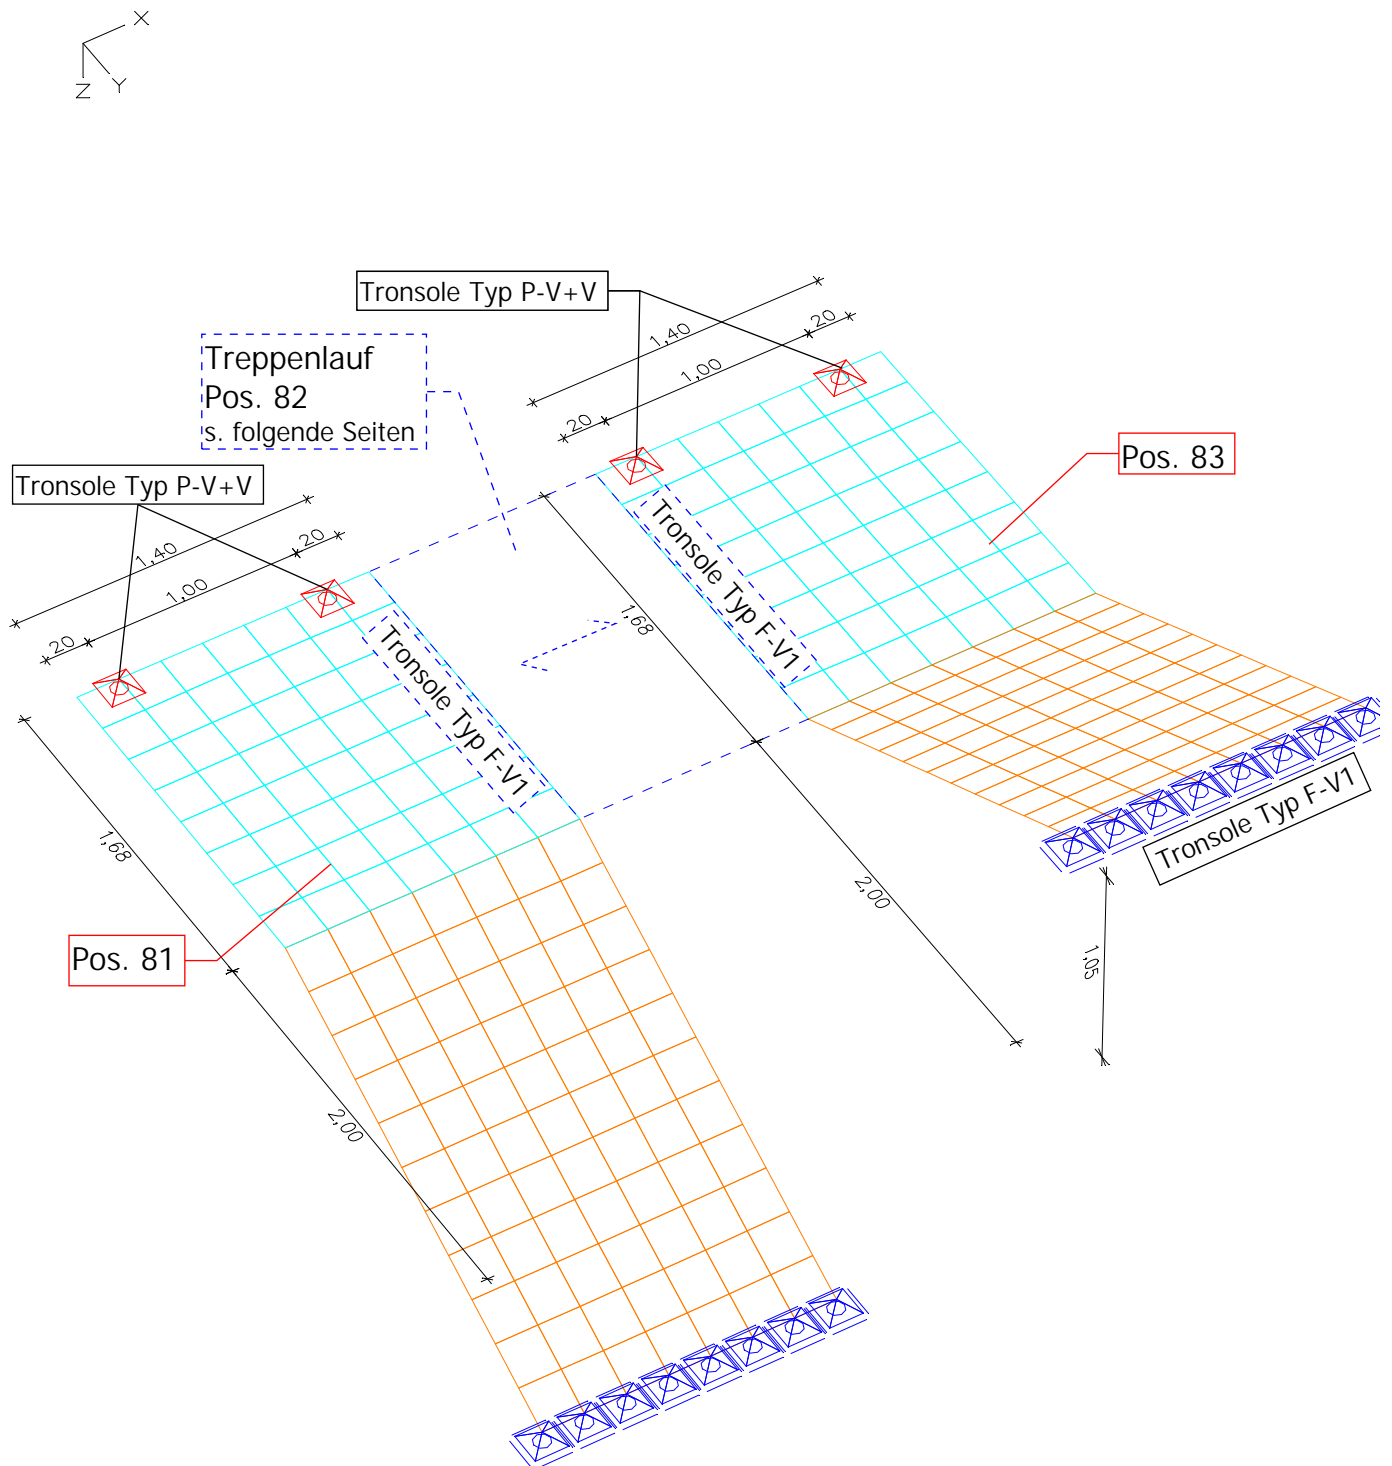 X
Y
Z
Tronsole Typ P-V+V
1,40
20
1,00
20
Treppenlauf
Pos. 82
s. folgende Seiten
Pos. 83
Tronsole Typ P-V+V
1,40
20
1,00
20
Tronsole Typ F-V1
1,68
Tronsole Typ F-V1
Tronsole Typ F-V1
1,68
2,00
1,05
Pos. 81
2,00